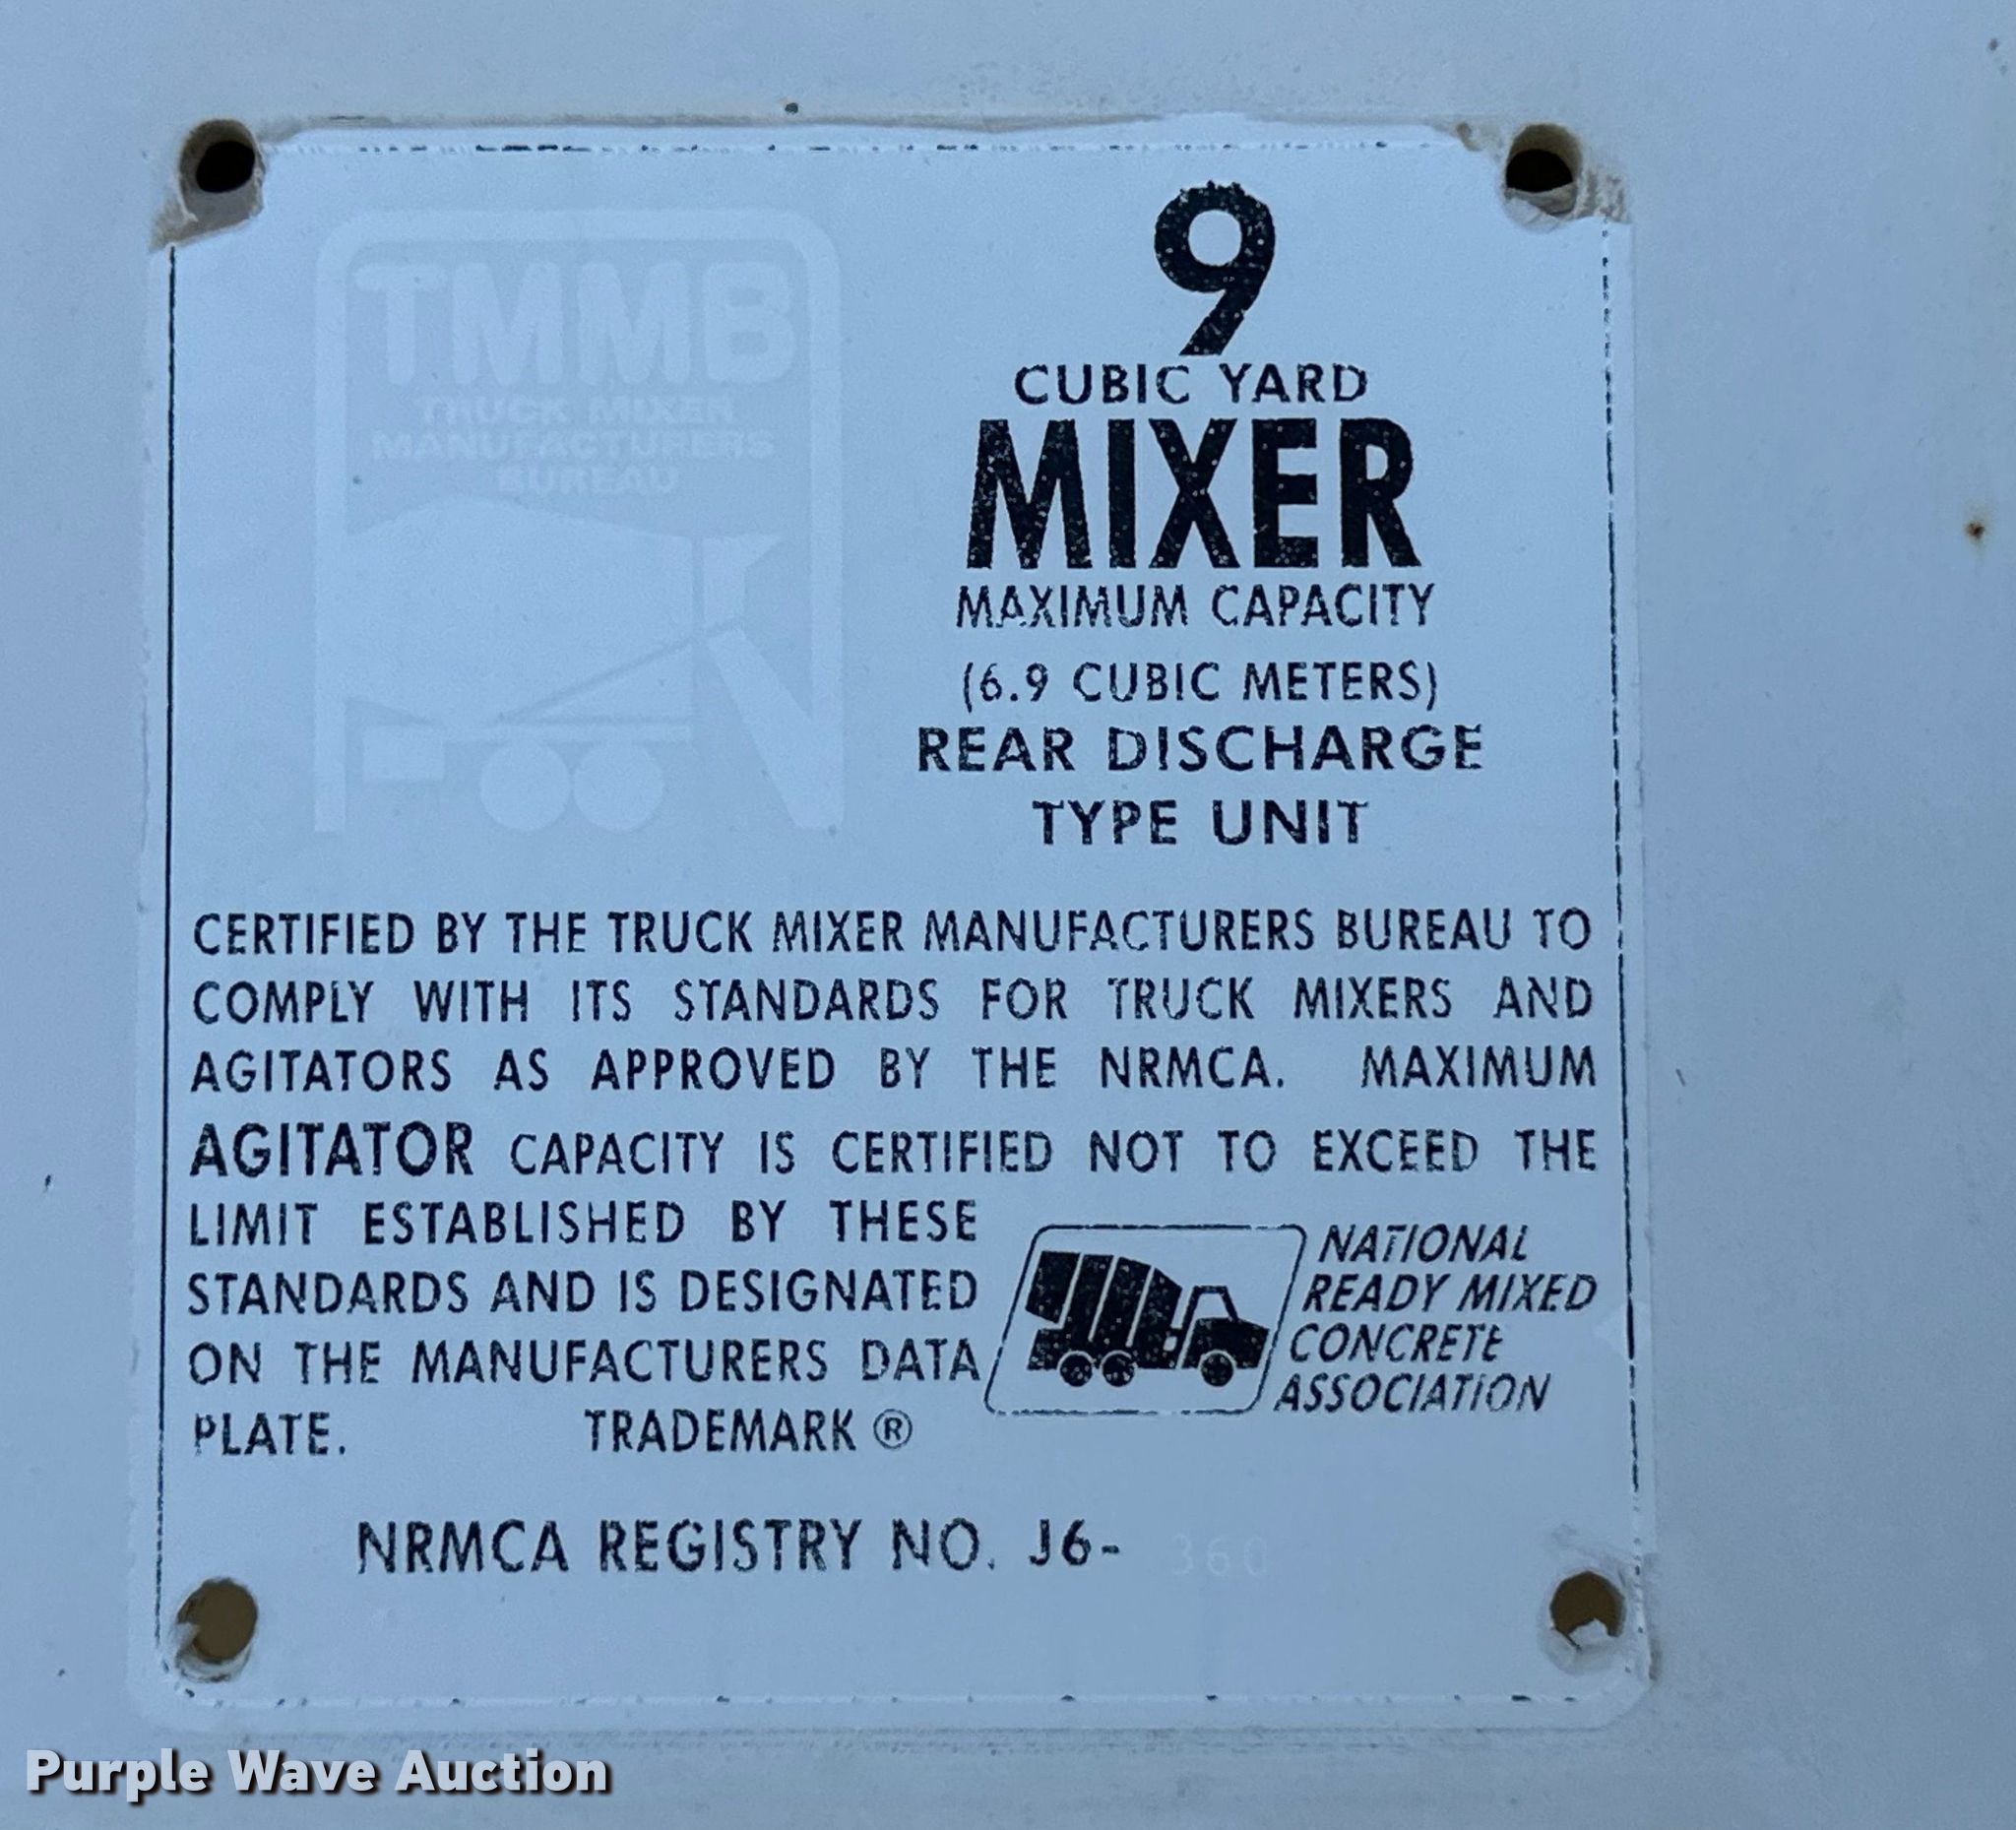 TMMB
TRUCK MIXER
MANUFACTURERS
BUREAU
9
CUBIC YARD
MIXER
MAXIMUM CAPACITY
(6.9 CUBIC METERS)
REAR DISCHARGE
TYPE UNIT
CERTIFIED BY THE TRUCK MIXER MANUFACTURERS BUREAU TO
COMPLY WITH ITS STANDARDS FOR TRUCK MIXERS AND
AGITATORS AS APPROVED BY THE NRMCA. MAXIMUM
AGITATOR CAPACITY IS CERTIFIED NOT TO EXCEED THE
LIMIT ESTABLISHED BY THESE
STANDARDS AND IS DESIGNATED
ON THE MANUFACTURERS DATA
PLATE. TRADEMARK ®
NATIONAL
READY MIXED
CONCRETE
ASSOCIATION
NRMCA REGISTRY NO. J6- 360
Purple Wave Auction